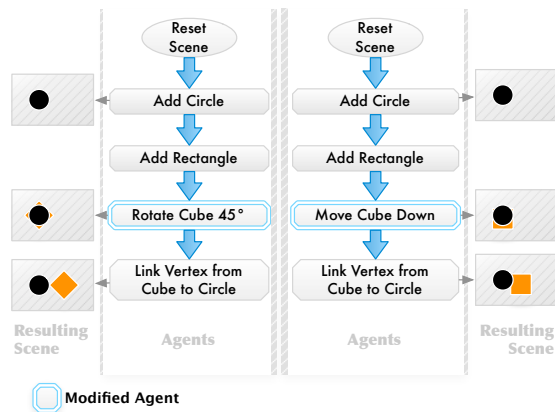 Reset
Scene
Add Circle
Add Rectangle
Rotate Cube 45°
Link Vertex from
Cube to Circle
Resulting
Scene
Agents
Reset
Scene
Add Circle
Add Rectangle
Move Cube Down
Link Vertex from
Cube to Circle
Agents
Resulting
Scene
Modified Agent